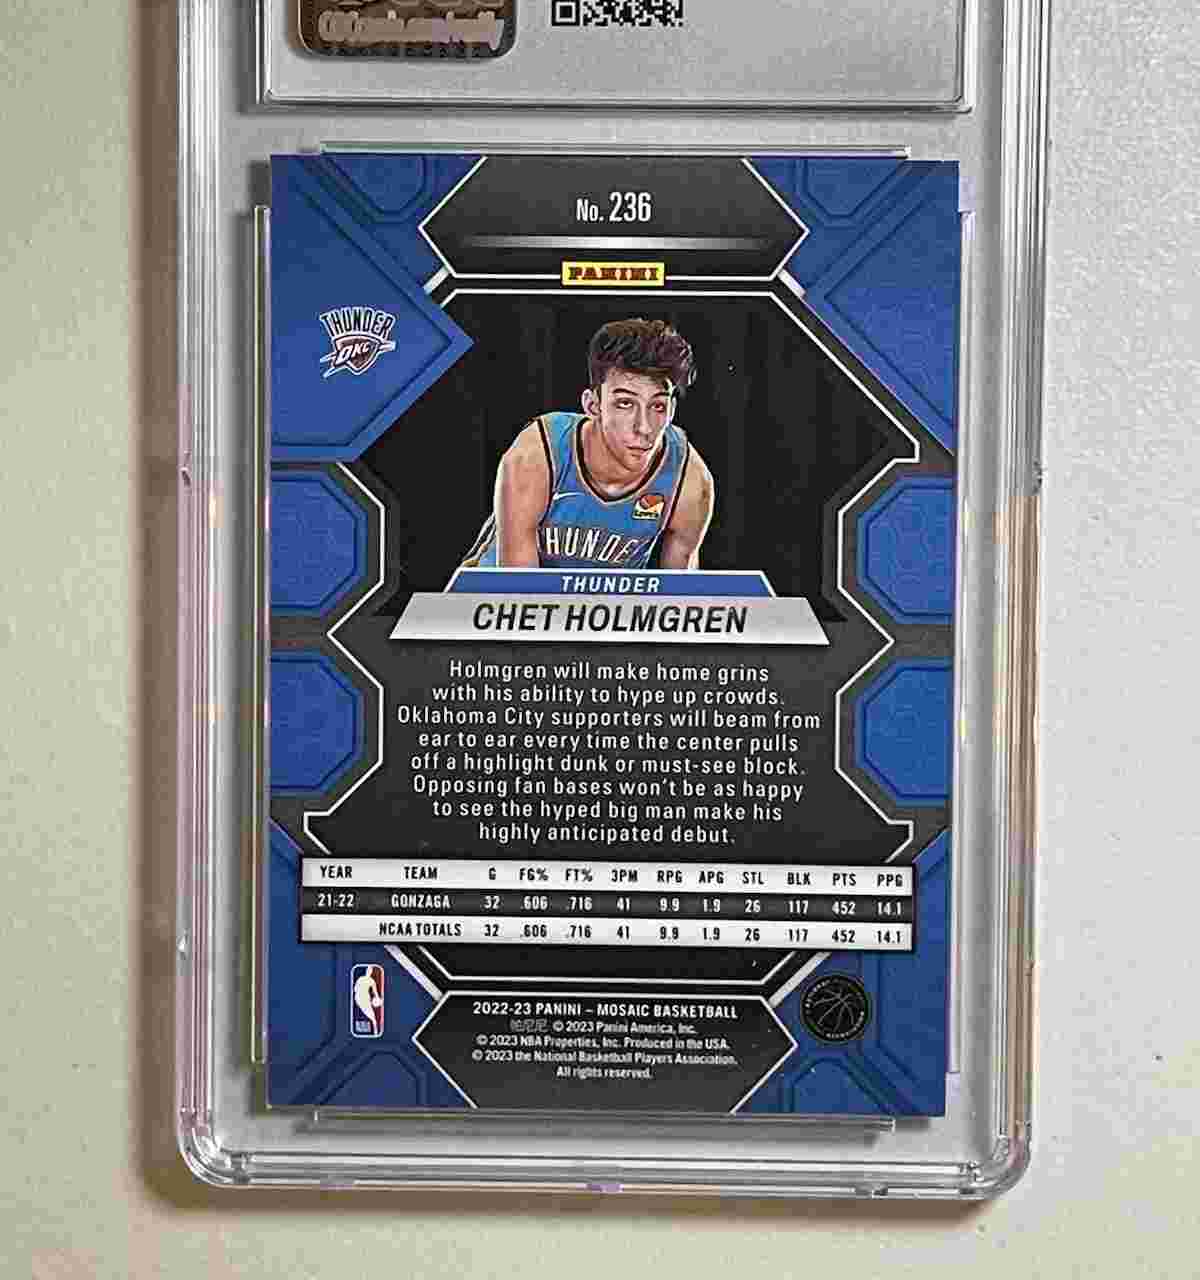 No. 236
PANINI
THUNDER
OKC
Lowe's
THUNDE
THUNDER
CHET HOLMGREN
Holmgren will make home grins
with his ability to hype up crowds.
Oklahoma City supporters will beam from
ear to ear every time the center pulls
off a highlight dunk or must-see block.
Opposing fan bases won't be as happy
to see the hyped big man make his
highly anticipated debut.
YEAR TEAM G FG% FT% 3PM RPG APG STL BLK PTS PPG
21-22 GONZAGA 32 .606 .716 41 9.9 1.9 26 117 452 14.1
NCAA TOTALS 32 .606 .716 41 9.9 1.9 26 117 452 14.1
NBA
2022-23 PANINI – MOSAIC BASKETBALL
© 2023 Panini America, Inc.
© 2023 NBA Properties, Inc. Produced in the USA.
© 2023 the National Basketball Players Association.
All rights reserved.